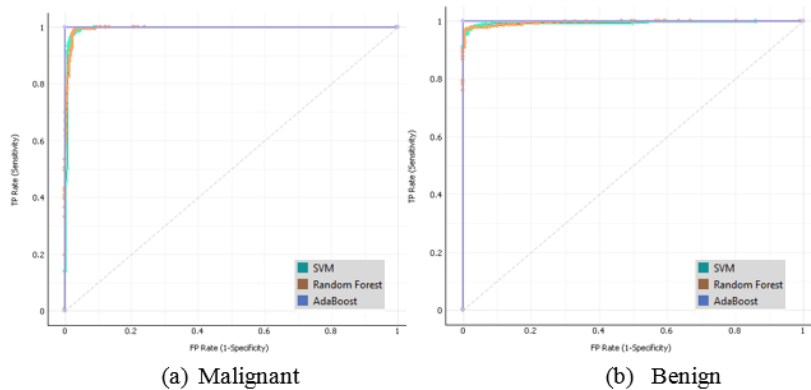 1
0.8
0.6
0.4
0.2
0
TP Rate (Sensitivity)
SVM
Random Forest
AdaBoost
0
0.2
0.4
0.6
0.8
1
FP Rate (1-Specificity)
(a) Malignant
1
0.8
0.6
0.4
0.2
0
TP Rate (Sensitivity)
SVM
Random Forest
AdaBoost
0
0.2
0.4
0.6
0.8
1
FP Rate (1-Specificity)
(b) Benign